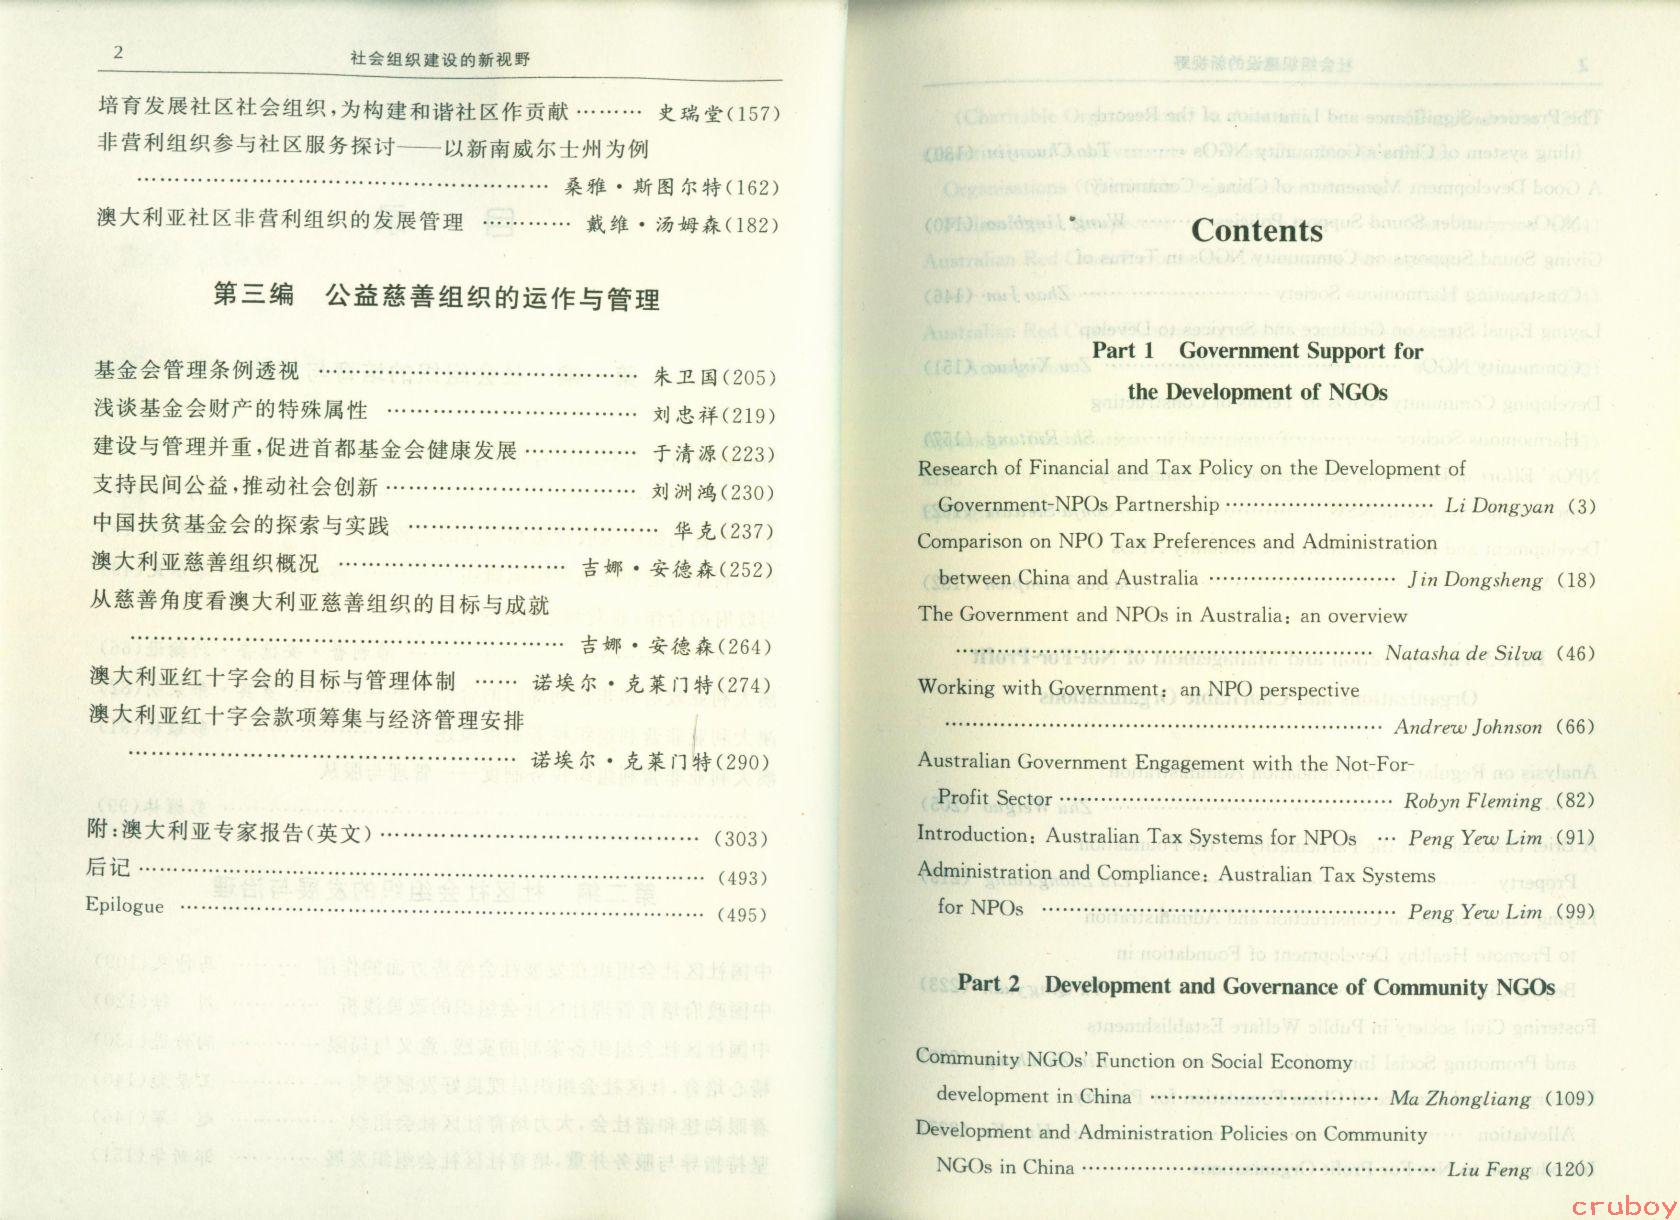 2
社会组织建设的新视野
培育发展社区社会组织,为构建和谐社区作贡献 ……… 史瑞堂(157)
非营利组织参与社区服务探讨——以新南威尔士州为例
……………………………………………… 桑雅·斯图尔特(162)
澳大利亚社区非营利组织的发展管理 ………… 戴维·汤姆森(182)
第三编 公益慈善组织的运作与管理
基金会管理条例透视 …………………………………… 朱卫国(205)
浅谈基金会财产的特殊属性 …………………………… 刘忠祥(219)
建设与管理并重,促进首都基金会健康发展 …………… 于清源(223)
支持民间公益,推动社会创新 …………………………… 刘洲鸿(230)
中国扶贫基金会的探索与实践 …………………………… 华克(237)
澳大利亚慈善组织概况 ………………………… 吉娜·安德森(252)
从慈善角度看澳大利亚慈善组织的目标与成就
………………………………………………… 吉娜·安德森(264)
澳大利亚红十字会的目标与管理体制 …… 诺埃尔·克莱门特(274)
澳大利亚红十字会款项筹集与经济管理安排
…………………………………………… 诺埃尔·克莱门特(290)
附:澳大利亚专家报告(英文) …………………………………… (303)
后记 ……………………………………………………………… (493)
Epilogue …………………………………………………………… (495)
Contents
Part 1 Government Support for
the Development of NGOs
Research of Financial and Tax Policy on the Development of
Government-NPOs Partnership ……………………… Li Dongyan (3)
Comparison on NPO Tax Preferences and Administration
between China and Australia …………………… Jin Dongsheng (18)
The Government and NPOs in Australia: an overview
……………………………………………… Natasha de Silva (46)
Working with Government: an NPO perspective
………………………………………………… Andrew Johnson (66)
Australian Government Engagement with the Not-For-
Profit Sector …………………………………… Robyn Fleming (82)
Introduction: Australian Tax Systems for NPOs … Peng Yew Lim (91)
Administration and Compliance: Australian Tax Systems
for NPOs ……………………………………… Peng Yew Lim (99)
Part 2 Development and Governance of Community NGOs
Community NGOs' Function on Social Economy
development in China ………………………… Ma Zhongliang (109)
Development and Administration Policies on Community
NGOs in China ……………………………………… Liu Feng (120)
cruboy